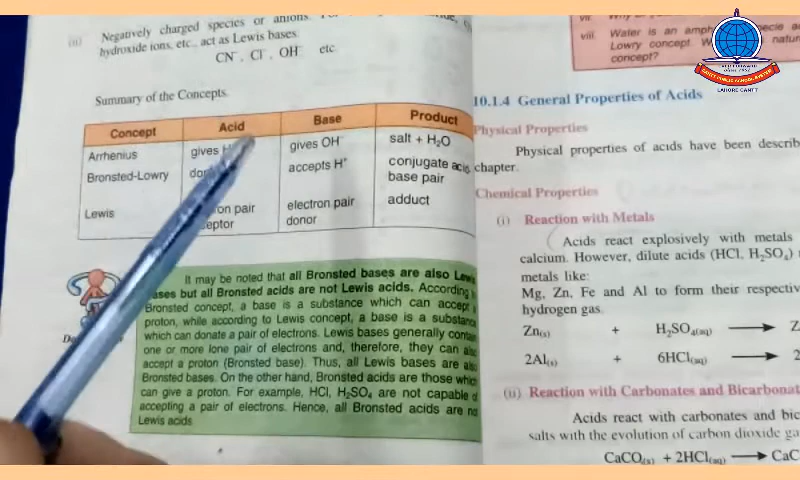 (ii) Negatively charged species or anions.
hydroxide ions, etc., act as Lewis bases.
CN⁻, Cl⁻, OH⁻ etc
Summary of the Concepts.
Concept Acid Base Product
Arrhenius gives gives OH⁻ salt + H₂O
Bronsted-Lowry accepts H⁺ conjugate acid
base pair
Lewis pair electron pair adduct
donor
It may be noted that all Bronsted bases are also Lewis
bases but all Bronsted acids are not Lewis acids. According
Bronsted concept, a base is a substance which can accept
proton, while according to Lewis concept, a base is a substance
which can donate a pair of electrons. Lewis bases generally
one or more lone pair of electrons and, therefore, they can also
accept a proton (Bronsted base). Thus, all Lewis bases are also
Bronsted bases. On the other hand, Bronsted acids are those which
can give a proton. For example, HCl, H₂SO₄ are not capable
accepting a pair of electrons. Hence, all Bronsted acids are not
Lewis acids
viii. Water is an
Lowry concept.
concept?
LAHORE CANTT
10.1.4 General Properties of Acids
Physical Properties
Physical properties of acids have been
chapter.
Chemical Properties
(i) Reaction with Metals
Acids react explosively with metals
calcium. However, dilute acids (HCl, H₂SO₄)
metals like:
Mg, Zn, Fe and Al to form their
hydrogen gas.
Zn(s) + H₂SO₄(aq) ⟶
2Al(s) + 6HCl(aq) ⟶ 2
(ii) Reaction with Carbonates and
Acids react with carbonates and
salts with the evolution of carbon dioxide
CaCO₃(s) + 2HCl(aq) ⟶